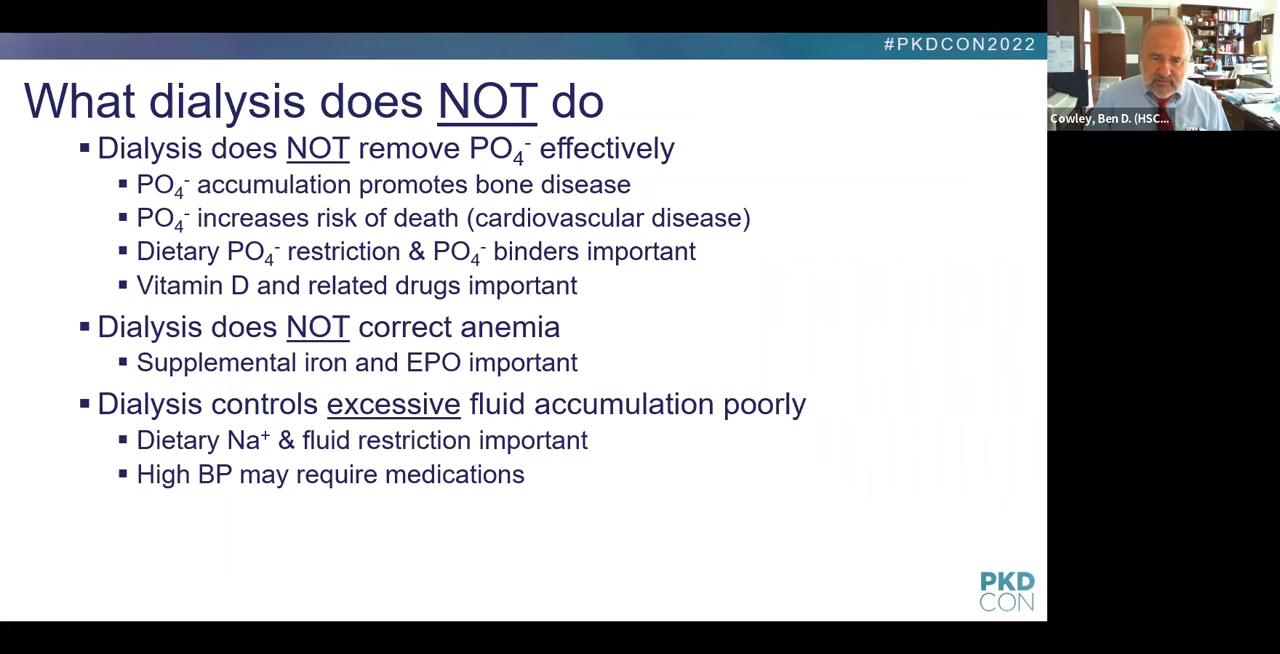 #PKDCON2022
What dialysis does NOT do
▪ Dialysis does NOT remove PO₄⁻ effectively
▪ PO₄⁻ accumulation promotes bone disease
▪ PO₄⁻ increases risk of death (cardiovascular disease)
▪ Dietary PO₄⁻ restriction & PO₄⁻ binders important
▪ Vitamin D and related drugs important
▪ Dialysis does NOT correct anemia
▪ Supplemental iron and EPO important
▪ Dialysis controls excessive fluid accumulation poorly
▪ Dietary Na⁺ & fluid restriction important
▪ High BP may require medications
PKD
CON
Cowley, Ben D. (HSC...